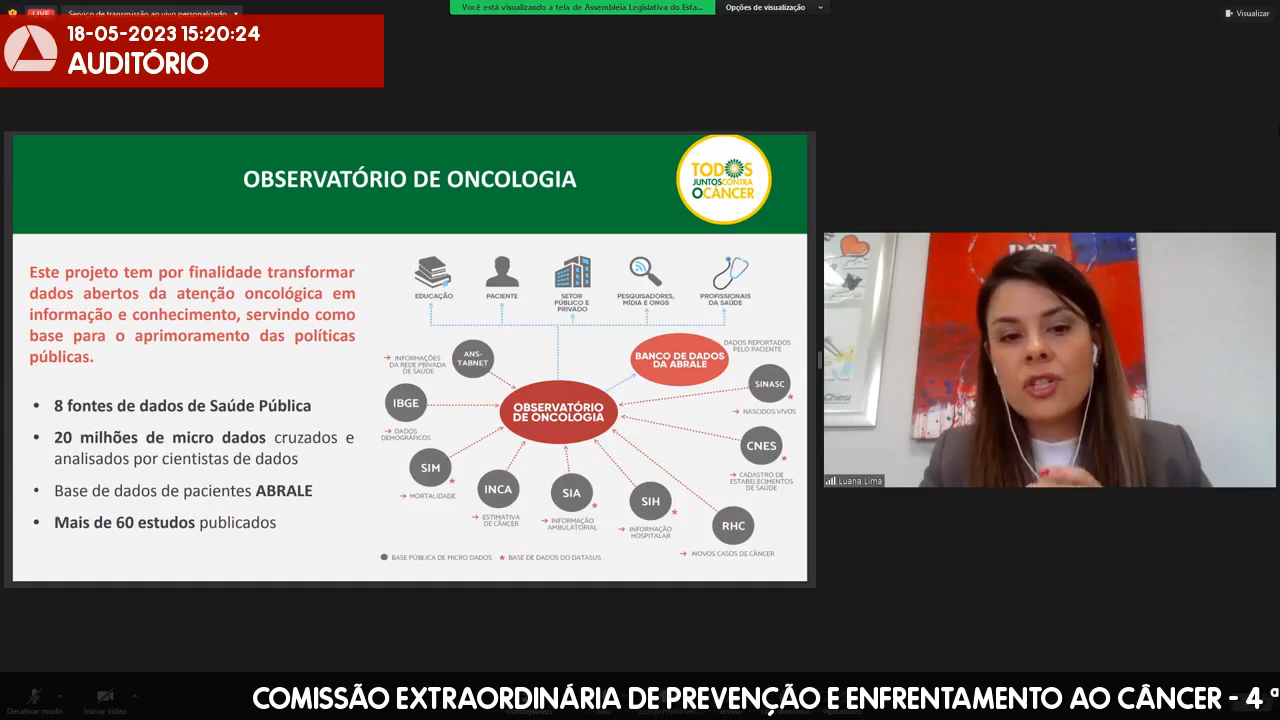 LIVE
Serviço de transmissão ao vivo personalizado
Você está visualizando a tela de Assembleia Legislativa do Esta...
Opções de visualização
Visualizar
18-05-2023 15:20:24
AUDITÓRIO
OBSERVATÓRIO DE ONCOLOGIA
TODOS
JUNTOS CONTRA
O CÂNCER
Este projeto tem por finalidade transformar
dados abertos da atenção oncológica em
informação e conhecimento, servindo como
base para o aprimoramento das políticas
públicas.
• 8 fontes de dados de Saúde Pública
• 20 milhões de micro dados cruzados e
analisados por cientistas de dados
• Base de dados de pacientes ABRALE
• Mais de 60 estudos publicados
EDUCAÇÃO
PACIENTE
SETOR
PÚBLICO E
PRIVADO
PESQUISADORES,
MÍDIA E ONGS
PROFISSIONAIS
DA SAÚDE
ANS-
TABNET
INFORMAÇÕES
DA REDE PRIVADA
DE SAÚDE
BANCO DE DADOS
DA ABRALE
DADOS REPORTADOS
PELO PACIENTE
OBSERVATÓRIO
DE ONCOLOGIA
IBGE
DADOS
DEMOGRÁFICOS
SINASC
NASCIDOS VIVOS
SIM
MORTALIDADE
CNES
CADASTRO DE
ESTABELECIMENTOS
DE SAÚDE
INCA
ESTIMATIVA
DE CÂNCER
SIA
INFORMAÇÃO
AMBULATORIAL
SIH
INFORMAÇÃO
HOSPITALAR
RHC
NOVOS CASOS DE CÂNCER
BASE PÚBLICA DE MICRO DADOS
* BASE DE DADOS DO DATASUS
Chiesi
Luana Lima
Desativar mudo
Iniciar vídeo
COMISSÃO EXTRAORDINÁRIA DE PREVENÇÃO E ENFRENTAMENTO AO CÂNCER - 4ª